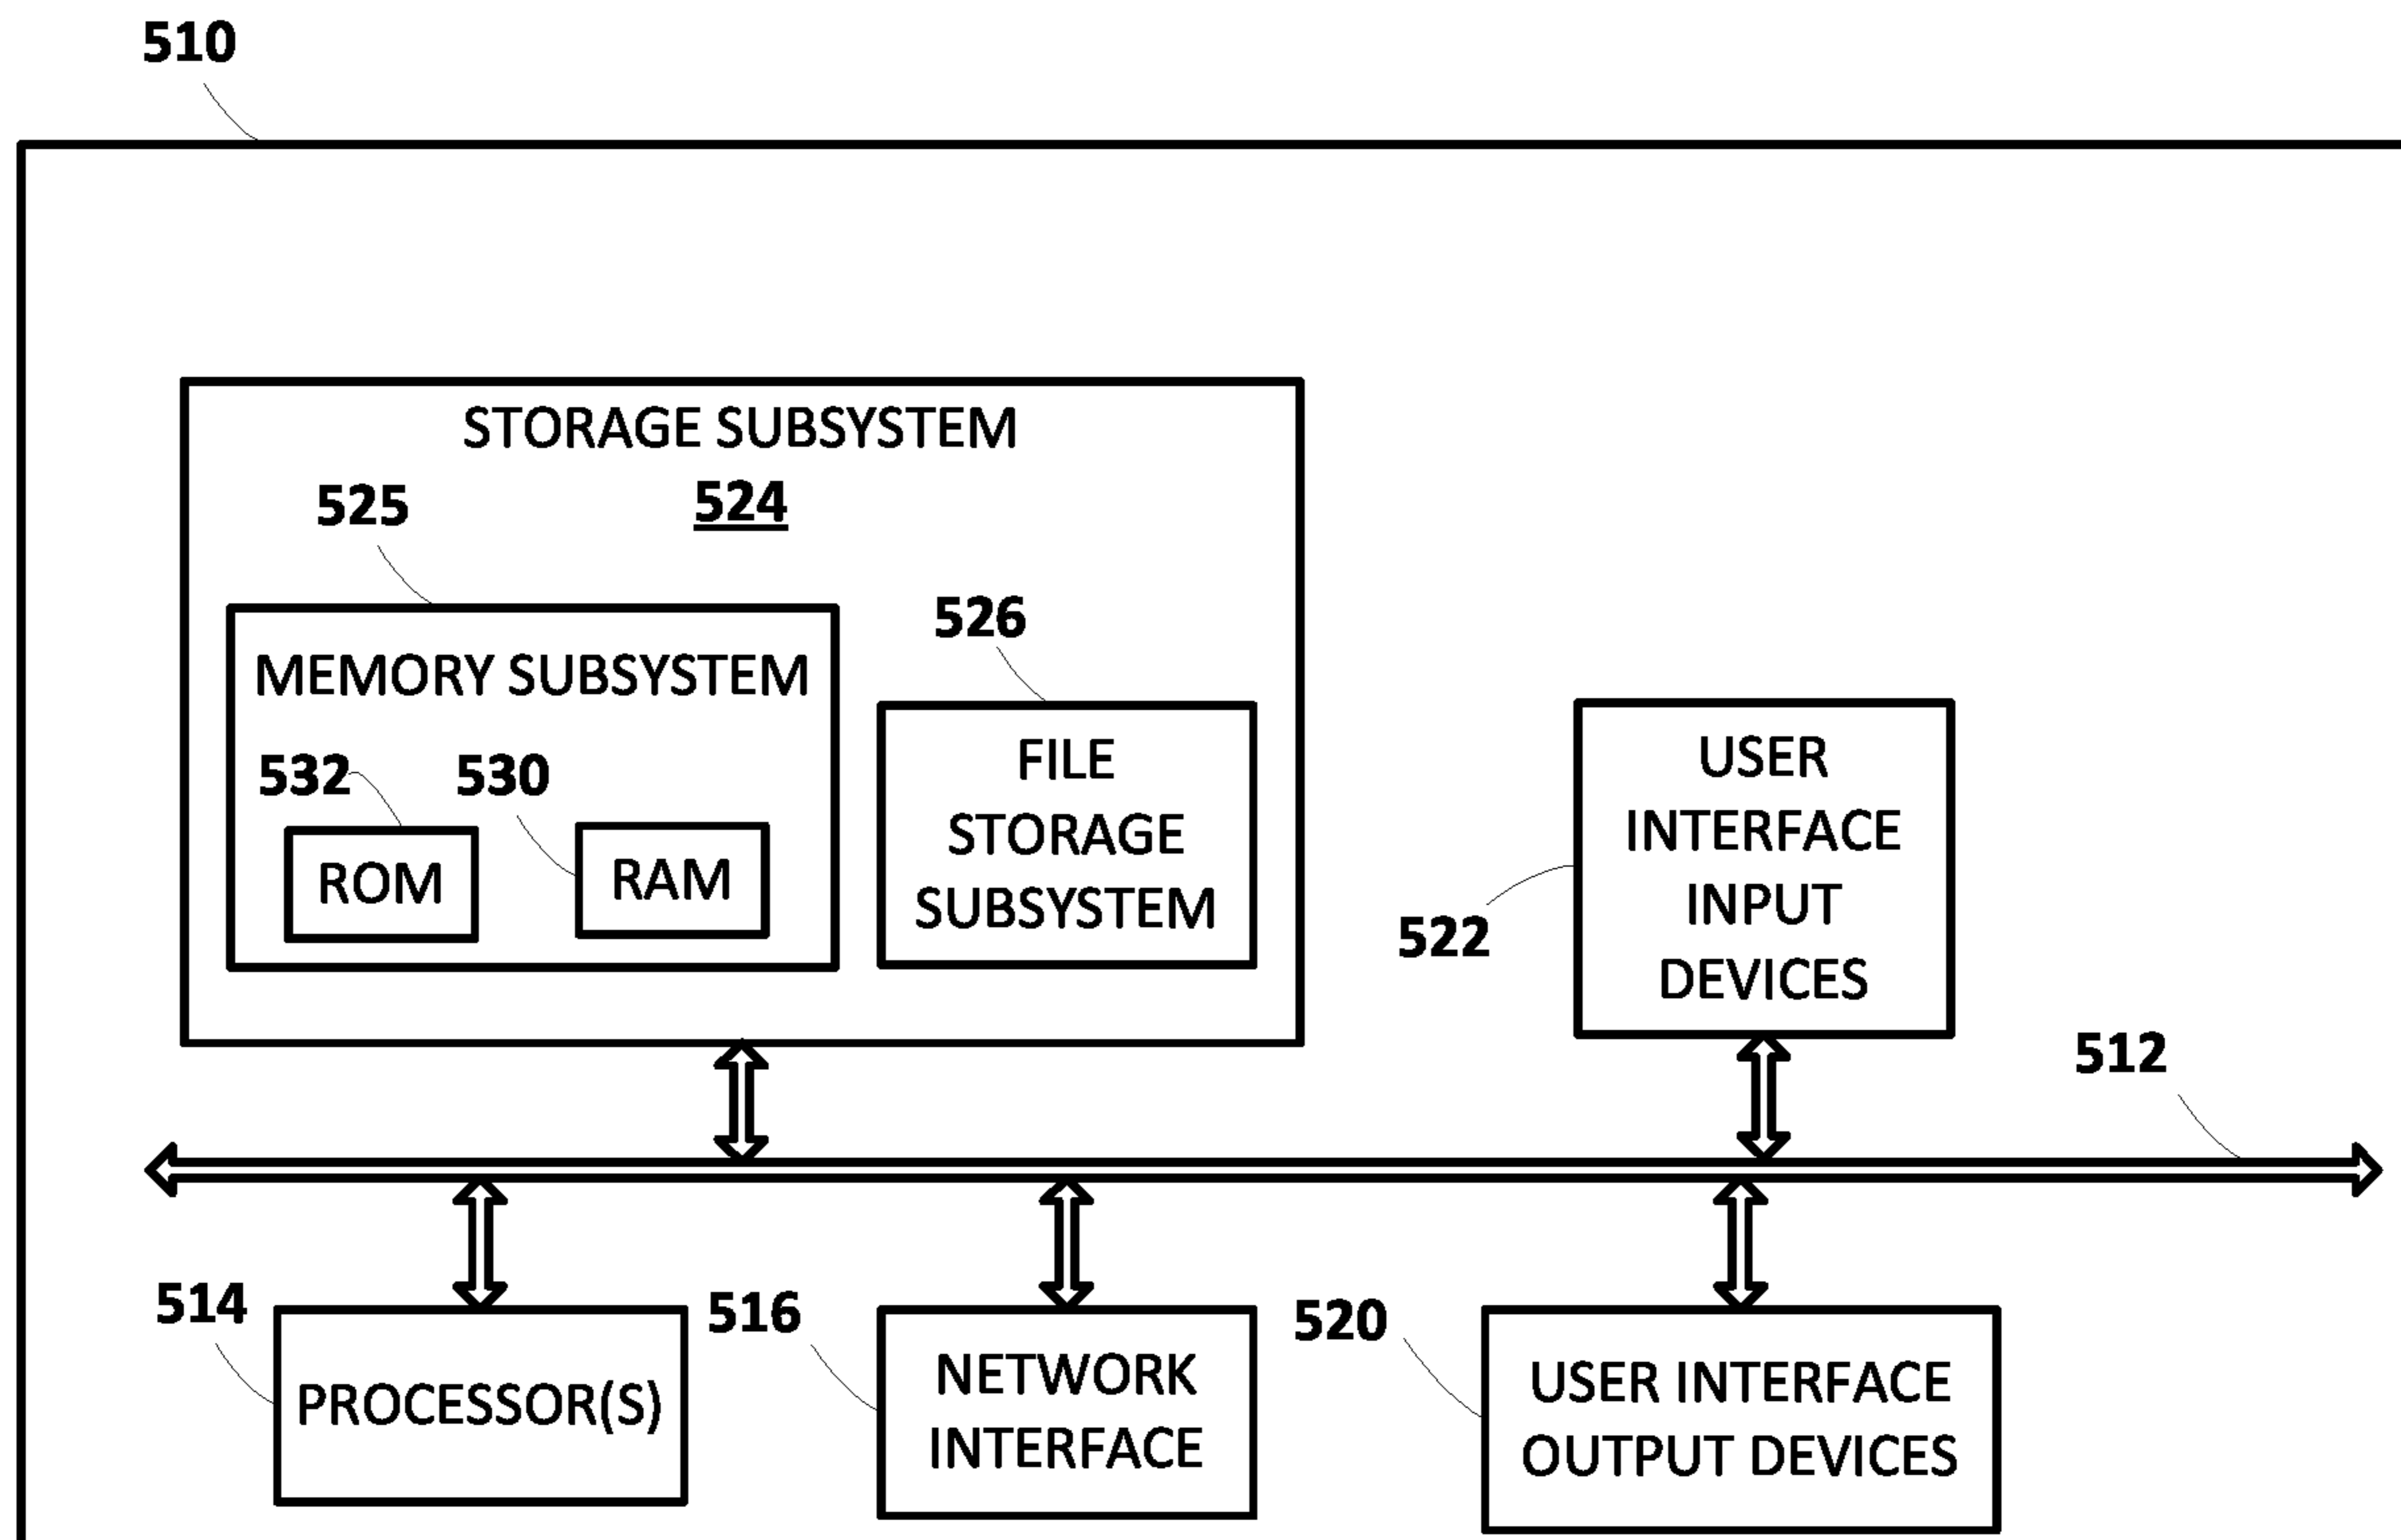 510
STORAGE SUBSYSTEM
524
525
MEMORY SUBSYSTEM
532
530
ROM
RAM
526
FILE
STORAGE
SUBSYSTEM
USER
INTERFACE
INPUT
DEVICES
522
512
514
PROCESSOR(S)
516
NETWORK
INTERFACE
520
USER INTERFACE
OUTPUT DEVICES